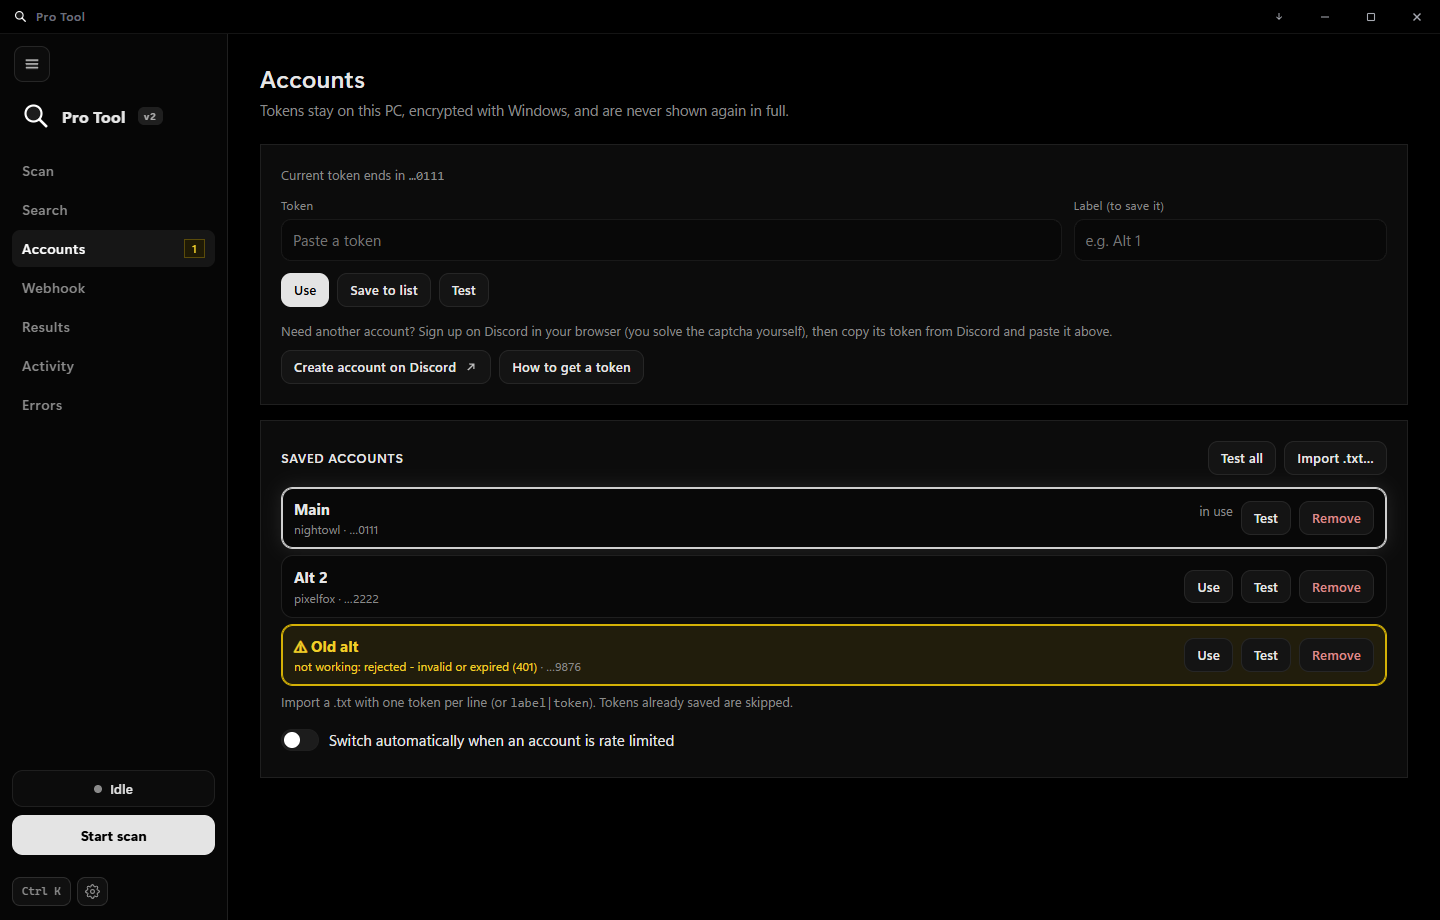 Pro Tool
Pro Tool v2
Scan
Search
Accounts 1
Webhook
Results
Activity
Errors
Idle
Start scan
Ctrl K
Accounts
Tokens stay on this PC, encrypted with Windows, and are never shown again in full.
Current token ends in …0111
Token
Label (to save it)
Paste a token
e.g. Alt 1
Use
Save to list
Test
Need another account? Sign up on Discord in your browser (you solve the captcha yourself), then copy its token from Discord and paste it above.
Create account on Discord ↗
How to get a token
SAVED ACCOUNTS
Test all
Import .txt...
Main
nightowl · …0111
in use
Test
Remove
Alt 2
pixelfox · …2222
Use
Test
Remove
⚠ Old alt
not working: rejected - invalid or expired (401) · …9876
Use
Test
Remove
Import a .txt with one token per line (or label|token). Tokens already saved are skipped.
Switch automatically when an account is rate limited